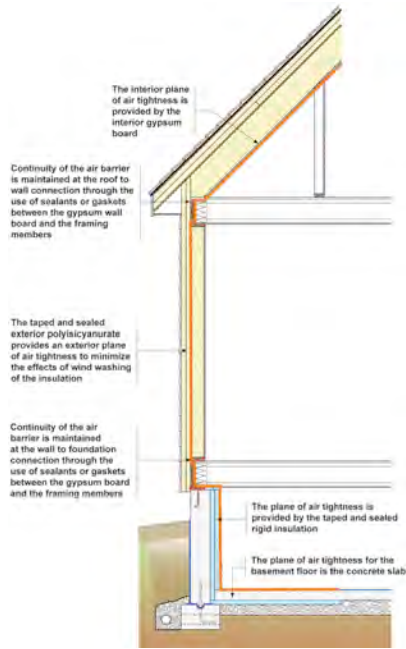 The interior plane
of air tightness is
provided by the
interior gypsum
board
Continuity of the air barrier
is maintained at the roof to
wall connection through the
use of sealants or gaskets
between the gypsum wall
board and the framing
members
The taped and sealed
exterior polyisicyanurate
provides an exterior plane
of air tightness to minimize
the effects of wind washing
of the insulation
Continuity of the air
barrier is maintained
at the wall to foundation
connection through the
use of sealants or gaskets
between the gypsum board
and the framing members
The plane of air tightness is
provided by the taped and sealed
rigid insulation
The plane of air tightness for the
basement floor is the concrete slab